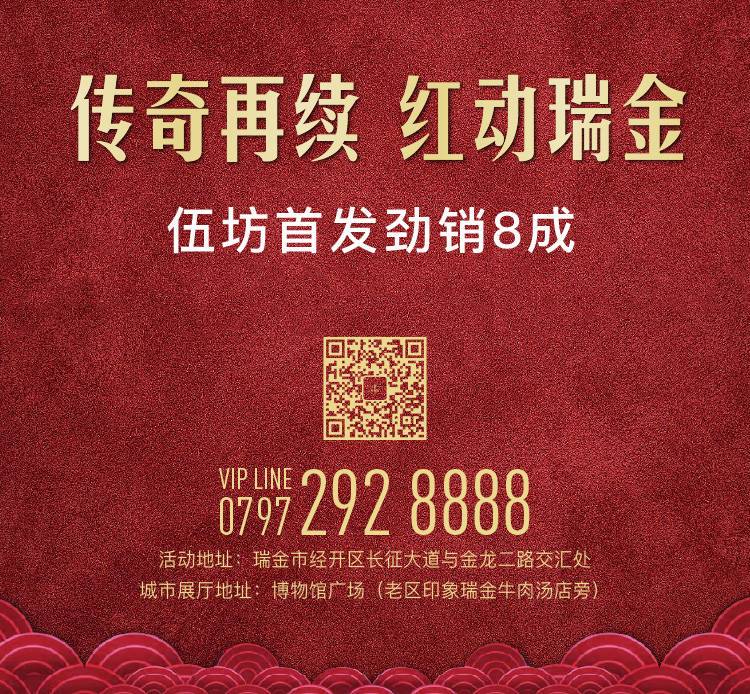 传奇再续 红动瑞金
伍坊首发劲销8成
VIP LINE
0797 292 8888
活动地址：瑞金市经开区长征大道与金龙二路交汇处
城市展厅地址：博物馆广场（老区印象瑞金牛肉汤店旁）